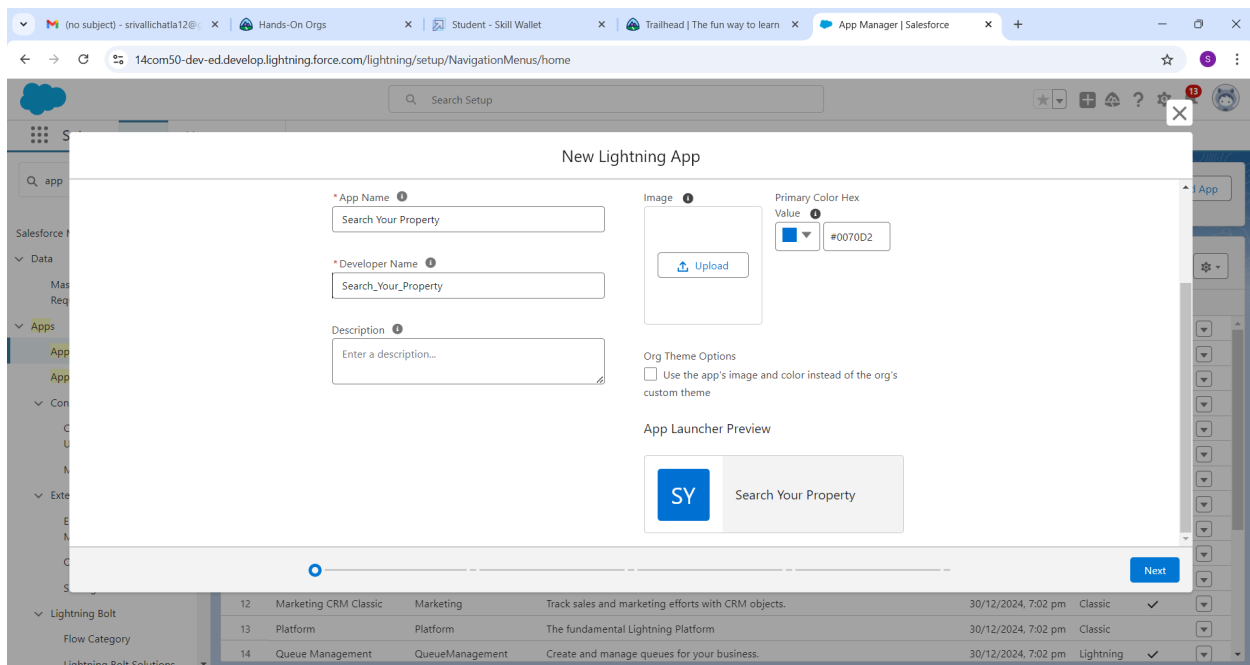 (no subject) - srivallichatla12@g
Hands-On Orgs
Student - Skill Wallet
Trailhead | The fun way to learn
App Manager | Salesforce
14com50-dev-ed.develop.lightning.force.com/lightning/setup/NavigationMenus/home
S
Search Setup
13
New Lightning App
app
App
Salesforce
Data
Apps
App
App
Lightning Bolt
Flow Category
Lightning Bolt Solutions
* App Name
Search Your Property
* Developer Name
Search_Your_Property
Description
Enter a description...
Image
Upload
Primary Color Hex
Value
#0070D2
Org Theme Options
Use the app's image and color instead of the org's
custom theme
App Launcher Preview
SY
Search Your Property
Next
12 Marketing CRM Classic Marketing Track sales and marketing efforts with CRM objects. 30/12/2024, 7:02 pm Classic
13 Platform Platform The fundamental Lightning Platform 30/12/2024, 7:02 pm Classic
14 Queue Management QueueManagement Create and manage queues for your business. 30/12/2024, 7:02 pm Lightning